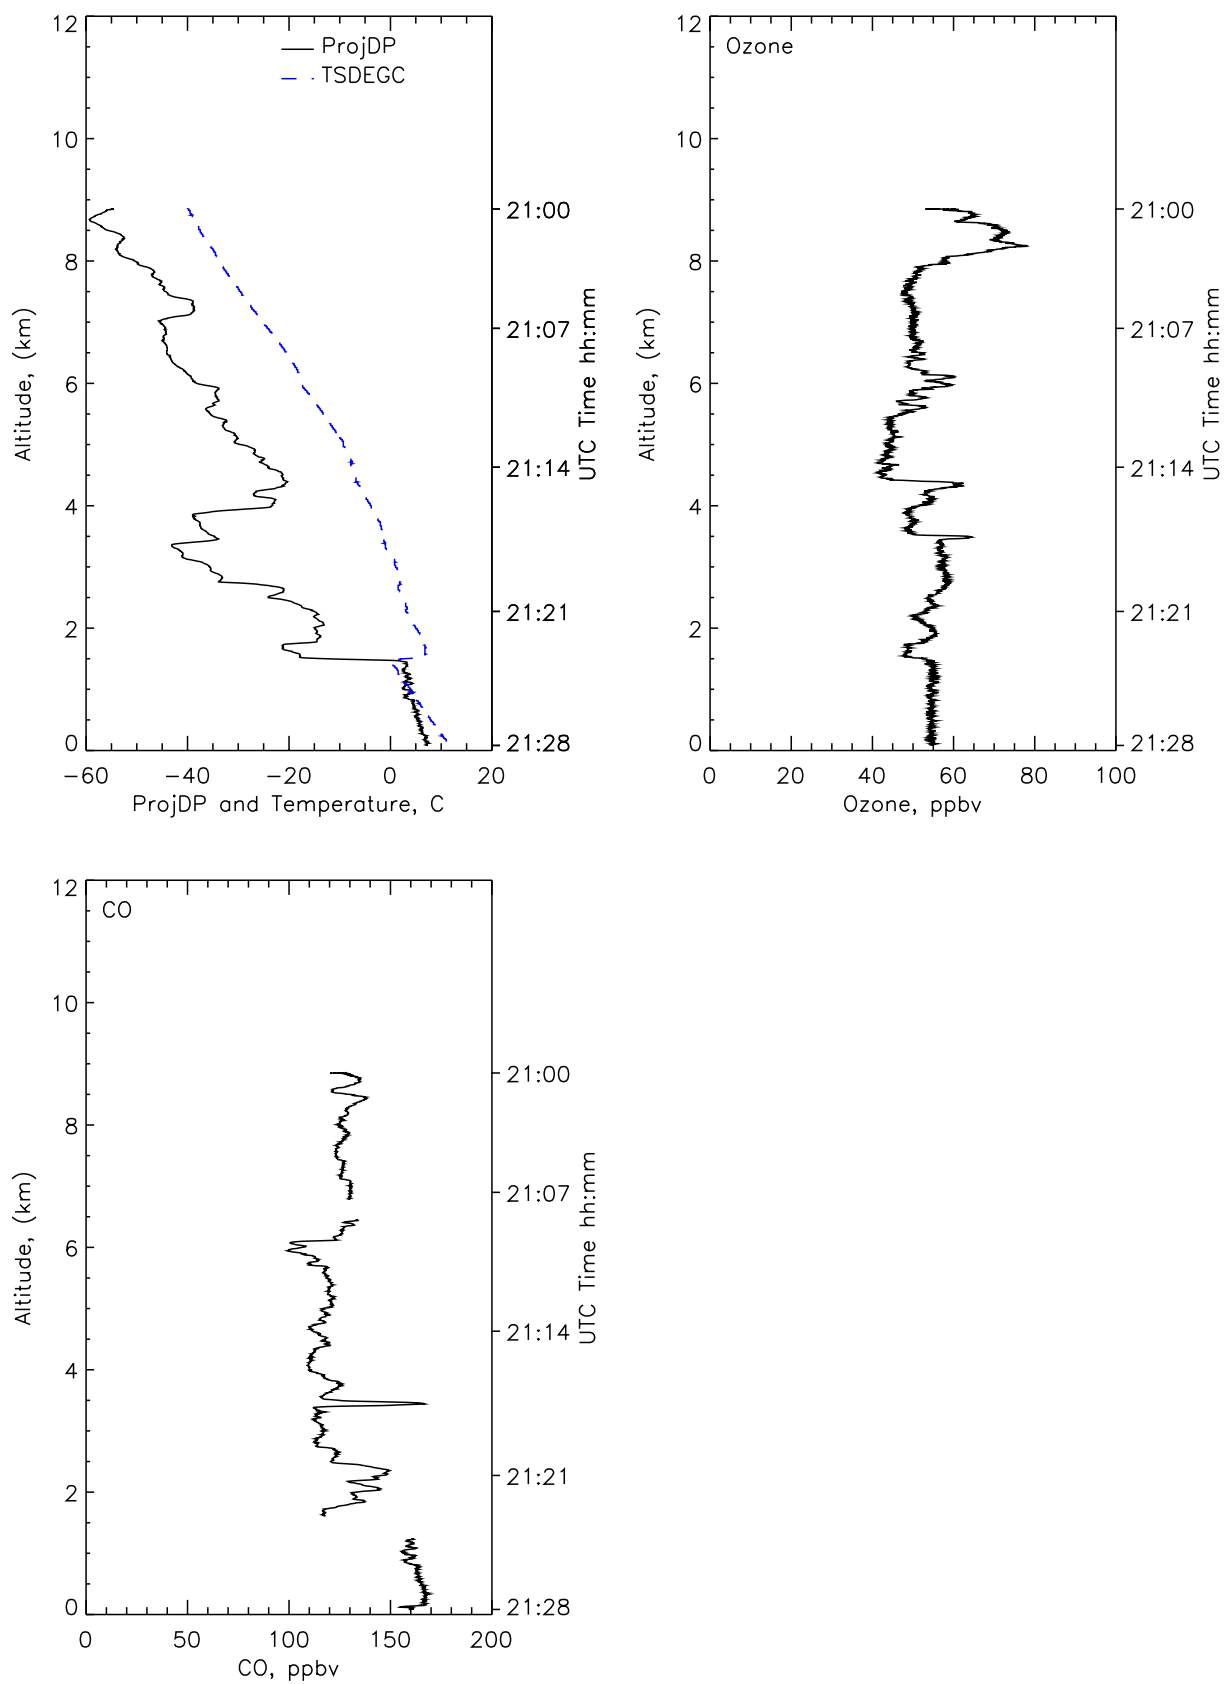 12
10
8
6
4
2
0
Altitude, (km)
ProjDP
TSDEGC
21:00
21:07
21:14
21:21
21:28
UTC Time hh:mm
−60 −40 −20 0 20
ProjDP and Temperature, C
12
10
8
6
4
2
0
Altitude, (km)
Ozone
21:00
21:07
21:14
21:21
21:28
UTC Time hh:mm
0 20 40 60 80 100
Ozone, ppbv
12
10
8
6
4
2
0
Altitude, (km)
CO
21:00
21:07
21:14
21:21
21:28
UTC Time hh:mm
0 50 100 150 200
CO, ppbv